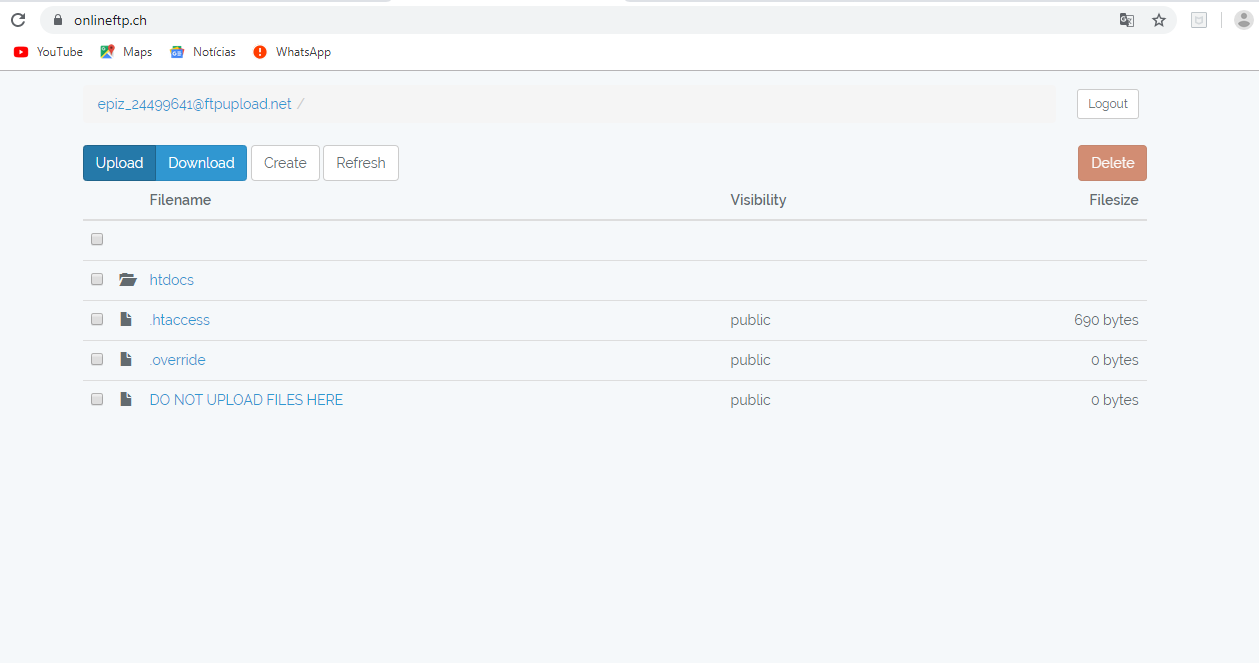 onlineftp.ch
YouTube Maps Notícias WhatsApp
epiz_24499641@ftpupload.net / Logout
Upload Download Create Refresh Delete
Filename Visibility Filesize
htdocs
.htaccess public 690 bytes
.override public 0 bytes
DO NOT UPLOAD FILES HERE public 0 bytes